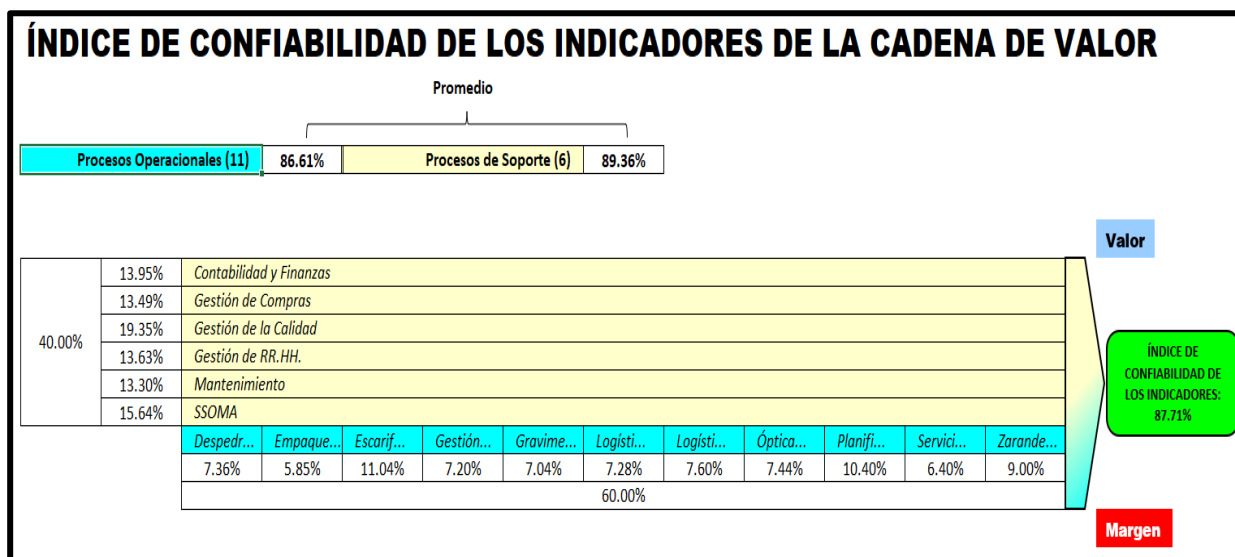 ÍNDICE DE CONFIABILIDAD DE LOS INDICADORES DE LA CADENA DE VALOR
Promedio
Procesos Operacionales (11) 86.61% Procesos de Soporte (6) 89.36%
Valor
40.00%
13.95% Contabilidad y Finanzas
13.49% Gestión de Compras
19.35% Gestión de la Calidad
13.63% Gestión de RR.HH.
13.30% Mantenimiento
15.64% SSOMA
ÍNDICE DE
CONFIABILIDAD DE
LOS INDICADORES:
87.71%
Despedr... Empaque... Escarif... Gestión... Gravime... Logísti... Logísti... Óptica... Planifi... Servici... Zarande...
7.36% 5.85% 11.04% 7.20% 7.04% 7.28% 7.60% 7.44% 10.40% 6.40% 9.00%
60.00%
Margen